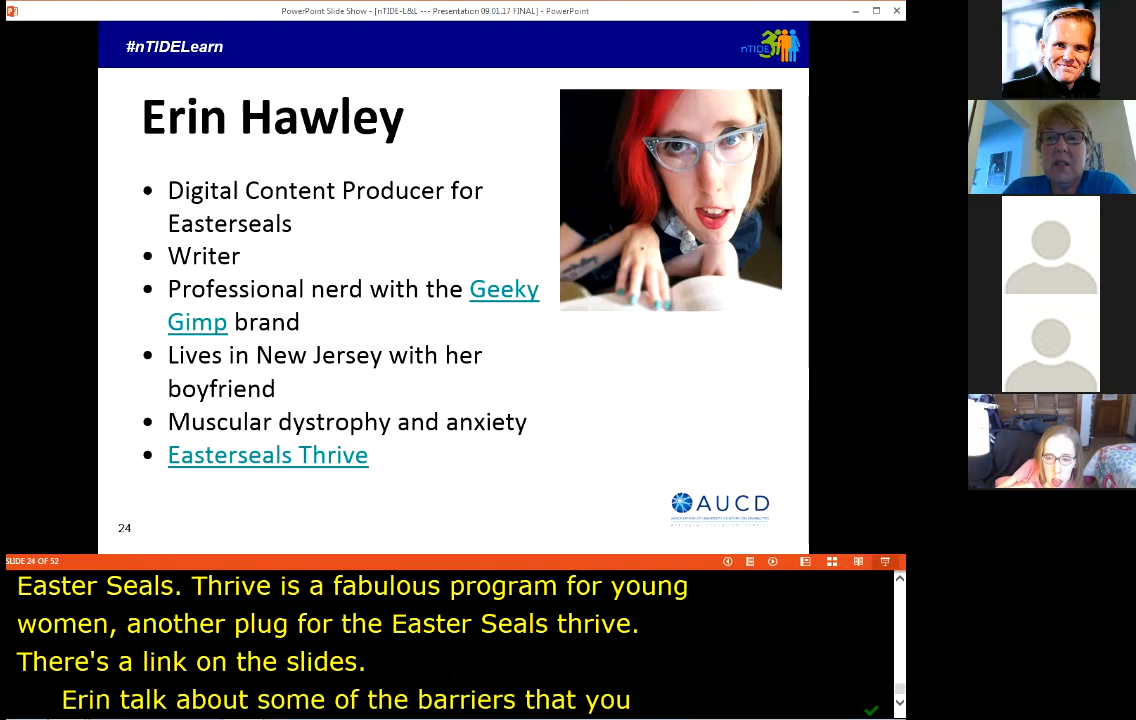 PowerPoint Slide Show - [nTIDE-L&L --- Presentation 09.01.17 FINAL] - PowerPoint
#nTIDELearn
nTIDE
Erin Hawley
• Digital Content Producer for
Easterseals
• Writer
• Professional nerd with the Geeky
Gimp brand
• Lives in New Jersey with her
boyfriend
• Muscular dystrophy and anxiety
• Easterseals Thrive
AUCD
24
SLIDE 24 OF 52
Easter Seals. Thrive is a fabulous program for young
women, another plug for the Easter Seals thrive.
There's a link on the slides.
Erin talk about some of the barriers that you